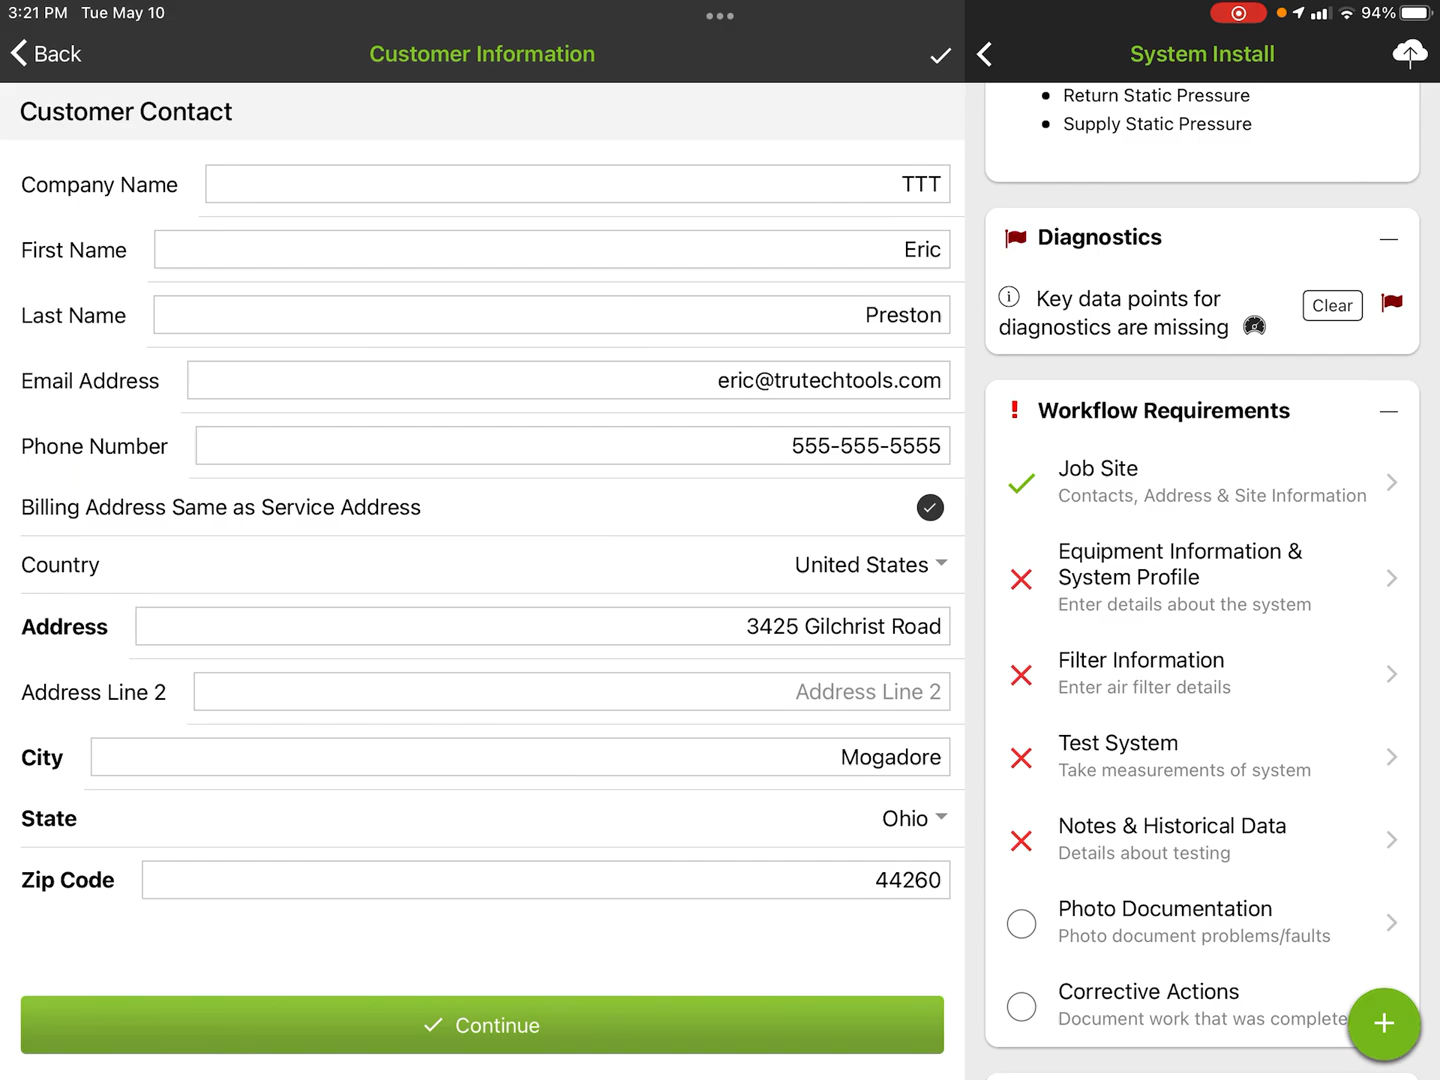 3:21 PM Tue May 10
94%
Back
Customer Information
System Install
Customer Contact
Company Name
TTT
First Name
Eric
Last Name
Preston
Email Address
eric@trutechtools.com
Phone Number
555-555-5555
Billing Address Same as Service Address
Country
United States
Address
3425 Gilchrist Road
Address Line 2
Address Line 2
City
Mogadore
State
Ohio
Zip Code
44260
Continue
• Return Static Pressure
• Supply Static Pressure
Diagnostics
Key data points for
diagnostics are missing
Clear
Workflow Requirements
Job Site
Contacts, Address & Site Information
Equipment Information &
System Profile
Enter details about the system
Filter Information
Enter air filter details
Test System
Take measurements of system
Notes & Historical Data
Details about testing
Photo Documentation
Photo document problems/faults
Corrective Actions
Document work that was complete